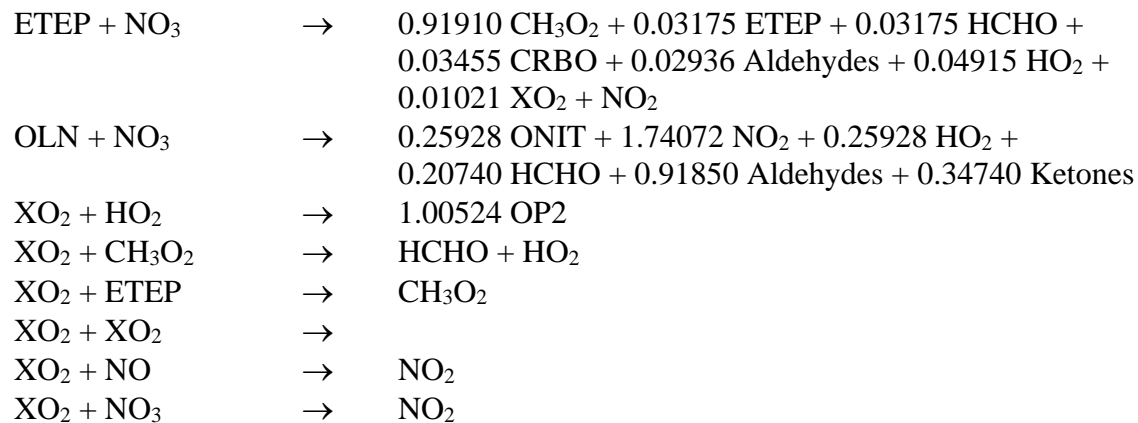 ETEP + NO₃ → 0.91910 CH₃O₂ + 0.03175 ETEP + 0.03175 HCHO +
0.03455 CRBO + 0.02936 Aldehydes + 0.04915 HO₂ +
0.01021 XO₂ + NO₂
OLN + NO₃ → 0.25928 ONIT + 1.74072 NO₂ + 0.25928 HO₂ +
0.20740 HCHO + 0.91850 Aldehydes + 0.34740 Ketones
XO₂ + HO₂ → 1.00524 OP2
XO₂ + CH₃O₂ → HCHO + HO₂
XO₂ + ETEP → CH₃O₂
XO₂ + XO₂ →
XO₂ + NO → NO₂
XO₂ + NO₃ → NO₂